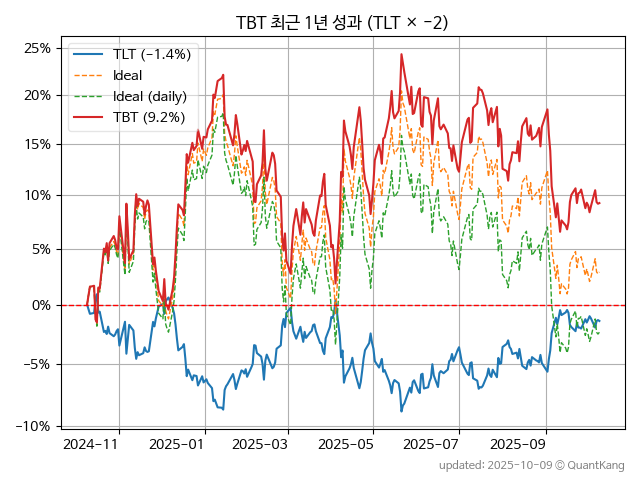 TBT 최근 1년 성과 (TLT × −2)
TLT (−1.4%)
Ideal
Ideal (daily)
TBT (9.2%)
25%
20%
15%
10%
5%
0%
−5%
−10%
2024-11 2025-01 2025-03 2025-05 2025-07 2025-09
updated: 2025-10-09 © QuantKang